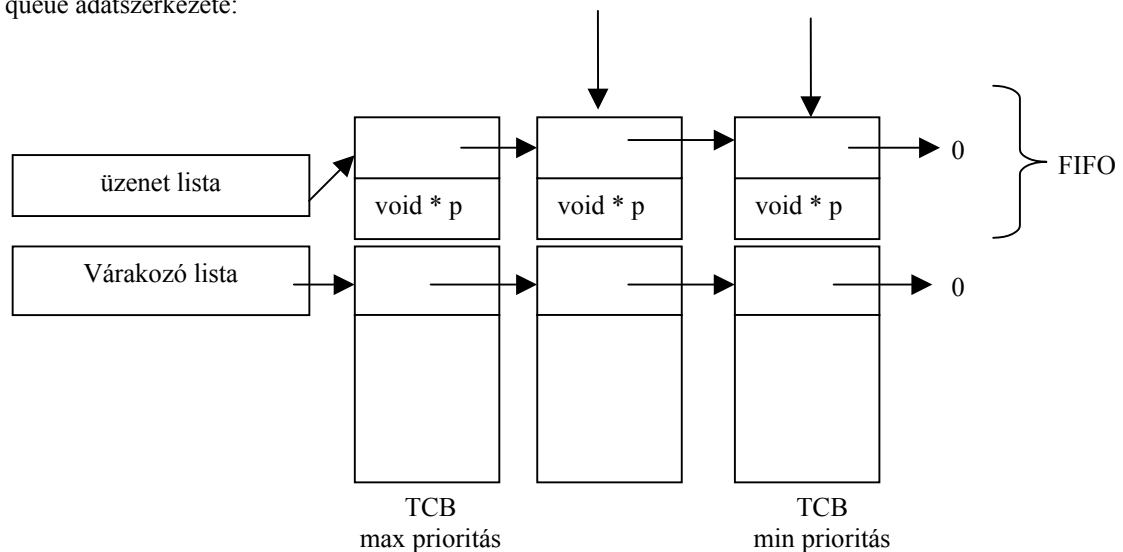 queue adatszerkezete:
üzenet lista
void * p
void * p
void * p
0
FIFO
Várakozó lista
0
TCB
max prioritás
TCB
min prioritás